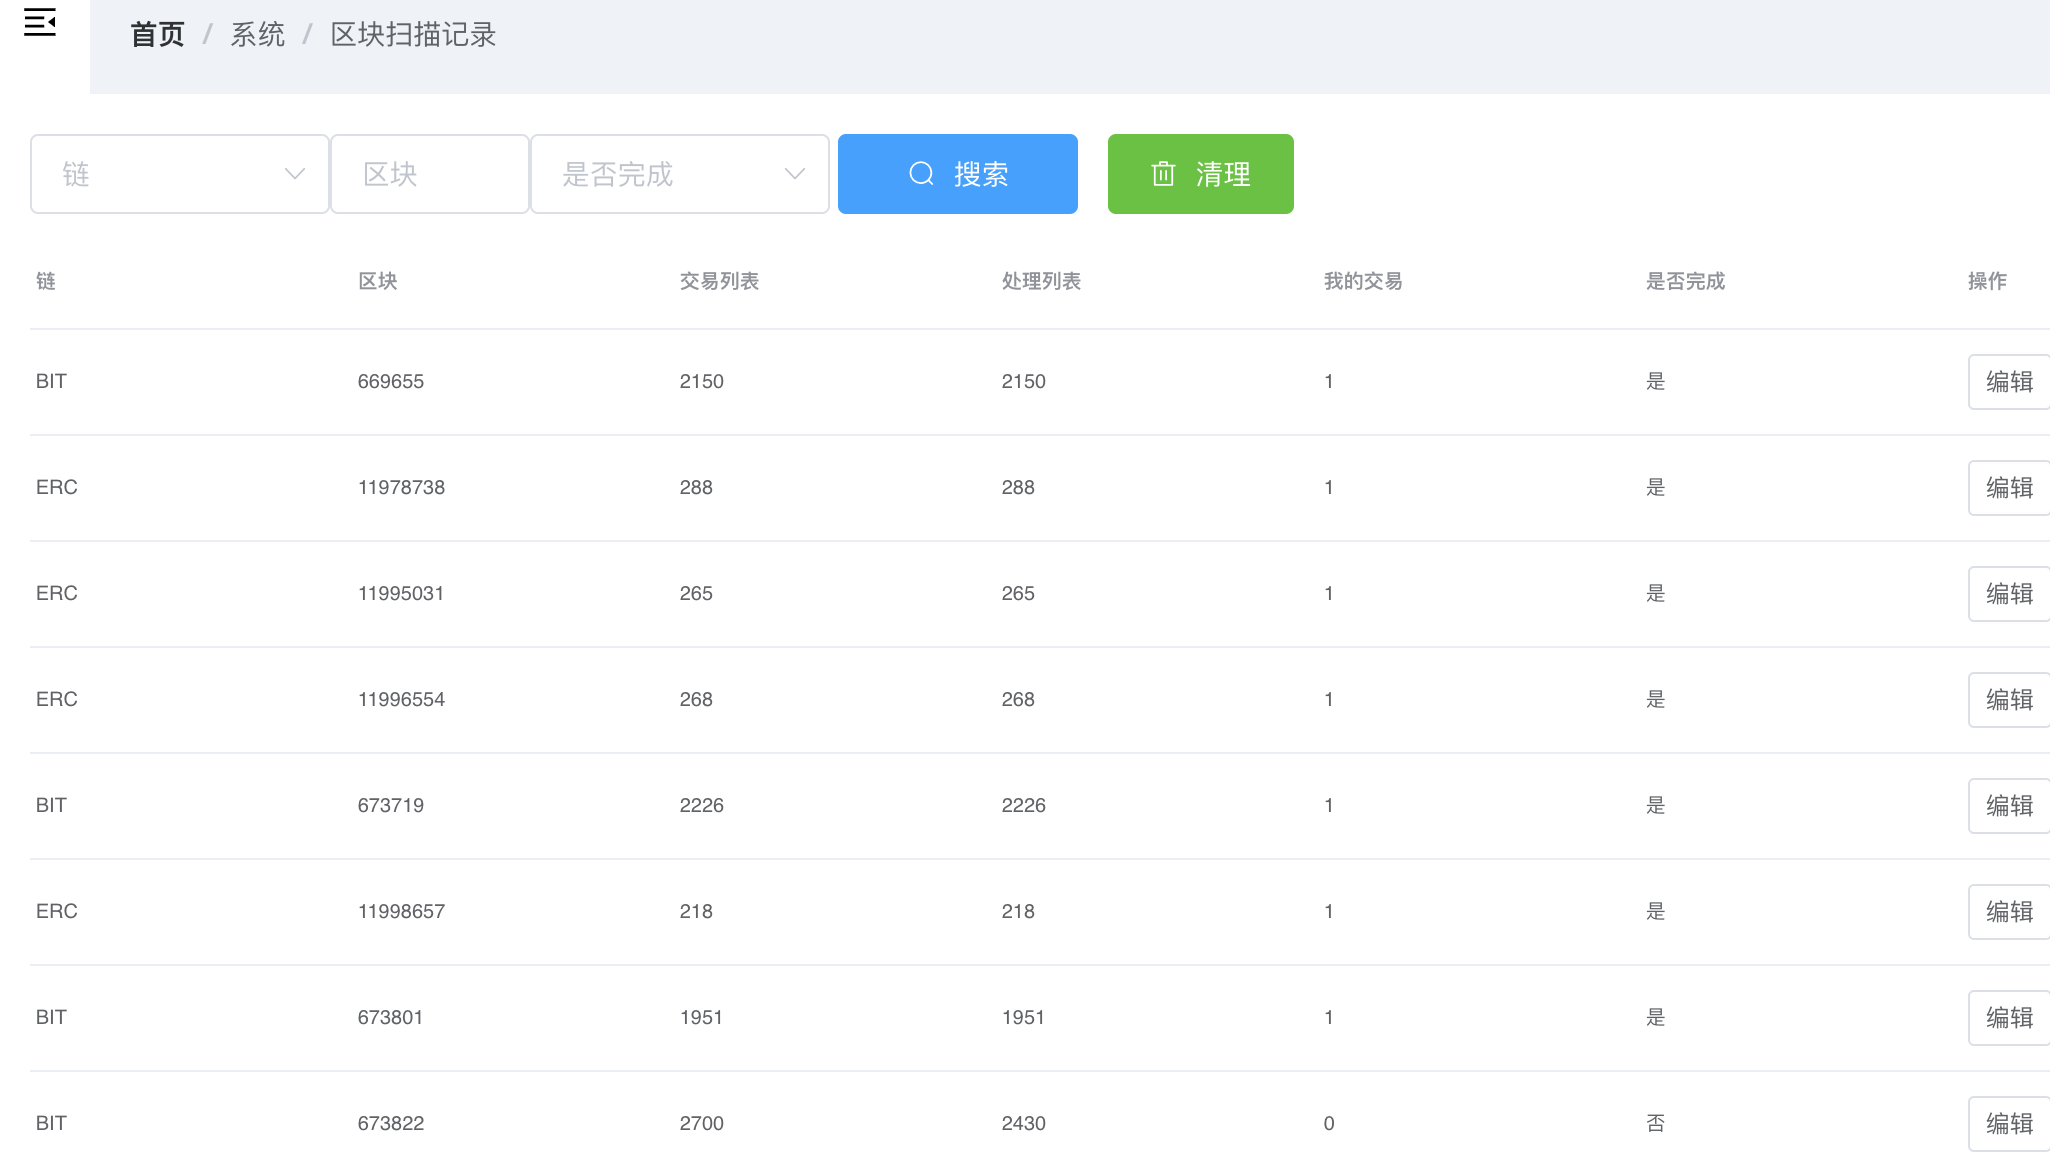 首页 / 系统 / 区块扫描记录
链 区块 是否完成 搜索 清理
链 区块 交易列表 处理列表 我的交易 是否完成 操作
BIT 669655 2150 2150 1 是 编辑
ERC 11978738 288 288 1 是 编辑
ERC 11995031 265 265 1 是 编辑
ERC 11996554 268 268 1 是 编辑
BIT 673719 2226 2226 1 是 编辑
ERC 11998657 218 218 1 是 编辑
BIT 673801 1951 1951 1 是 编辑
BIT 673822 2700 2430 0 否 编辑